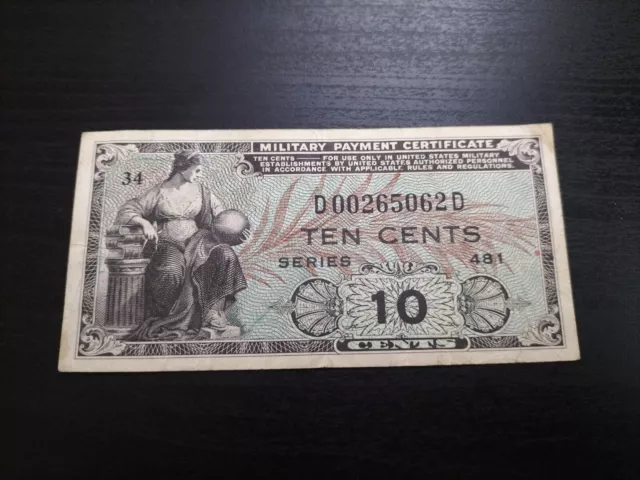 MILITARY PAYMENT CERTIFICATE
TEN CENTS — FOR USE ONLY IN UNITED STATES MILITARY
ESTABLISHMENTS BY UNITED STATES AUTHORIZED PERSONNEL
IN ACCORDANCE WITH APPLICABLE RULES AND REGULATIONS.
34
D00265062D
TEN CENTS
SERIES 481
10
CENTS